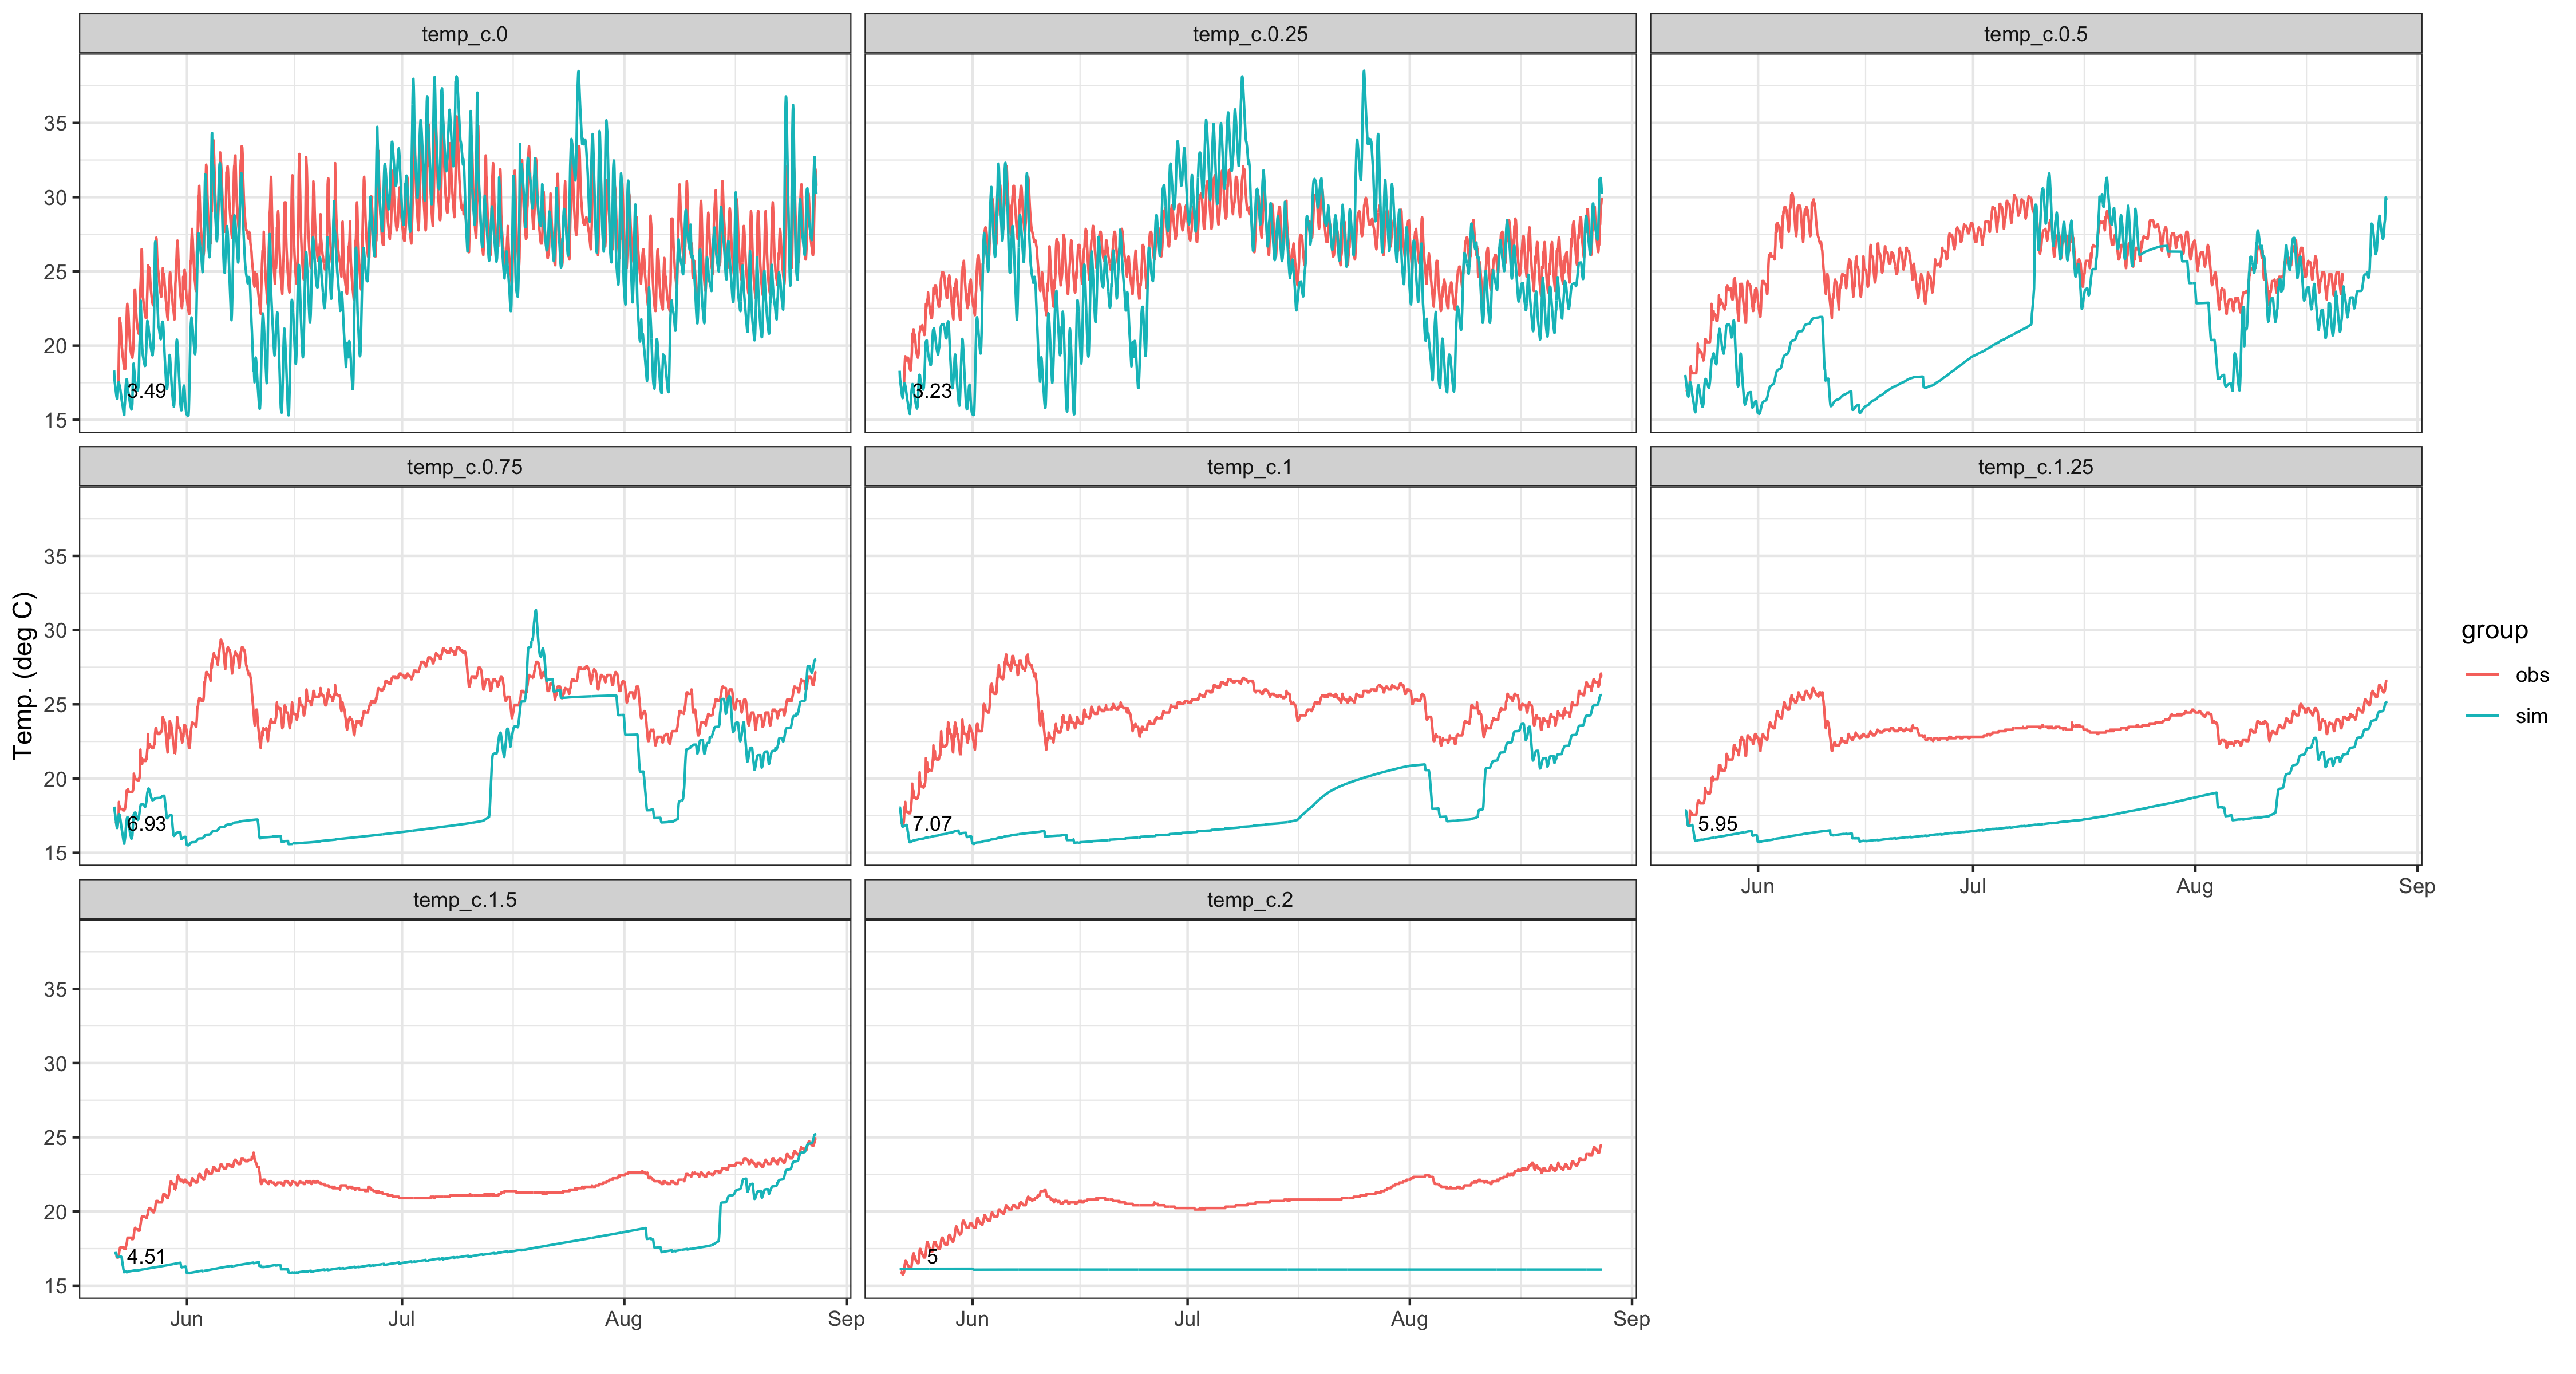 temp_c.0 temp_c.0.25 temp_c.0.5
35
30
25
20
15
3.49 3.23
temp_c.0.75 temp_c.1 temp_c.1.25
Temp. (deg C)
35
30
25
20
15
6.93 7.07 5.95
Jun Jul Aug Sep
group
obs
sim
temp_c.1.5 temp_c.2
35
30
25
20
15
4.51 5
Jun Jul Aug Sep Jun Jul Aug Sep